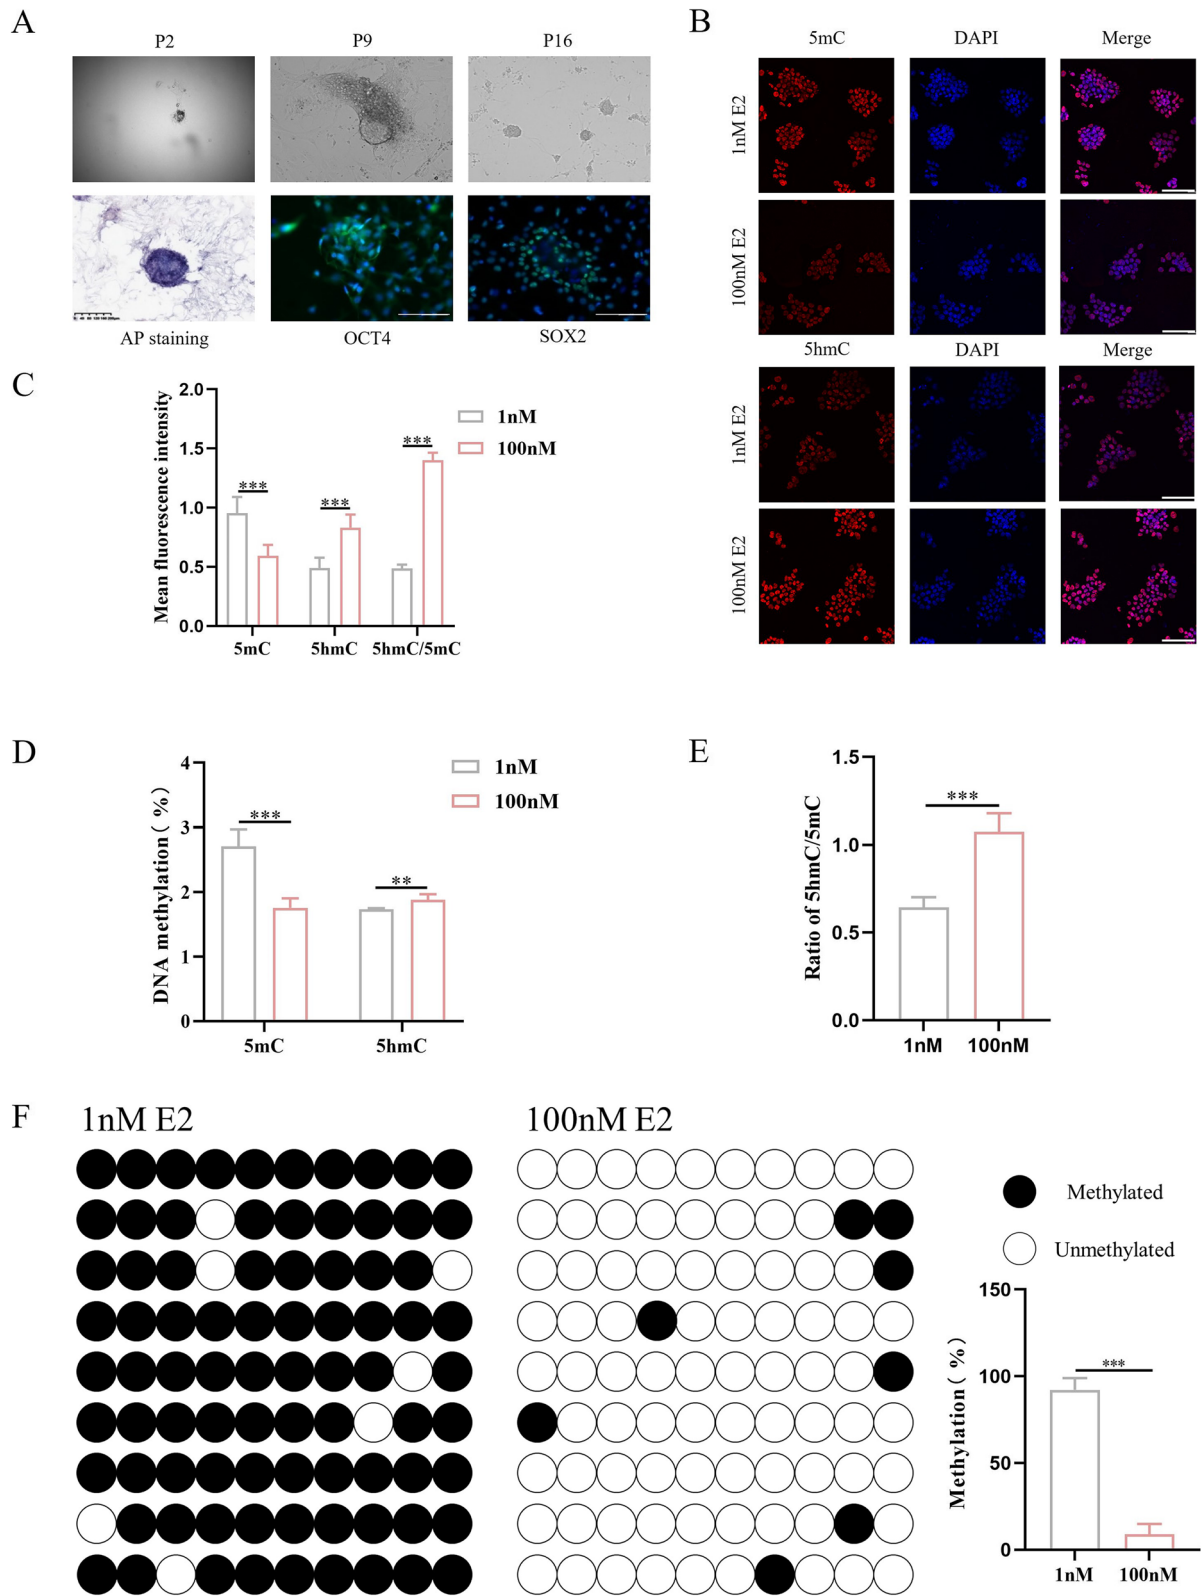 A
P2 P9 P16
AP staining OCT4 SOX2
B
5mC DAPI Merge
1nM E2
100nM E2
5hmC DAPI Merge
1nM E2
100nM E2
C
Mean fluorescence intensity
2.0
1.5
1.0
0.5
0.0
5mC 5hmC 5hmC/5mC
*** *** ***
1nM
100nM
D
DNA methylation( %)
4
3
2
1
0
5mC 5hmC
*** **
1nM
100nM
E
Ratio of 5hmC/5mC
1.5
1.0
0.5
0.0
***
1nM 100nM
F
1nM E2 100nM E2
Methylated
Unmethylated
Methylation( %)
150
100
50
0
***
1nM 100nM